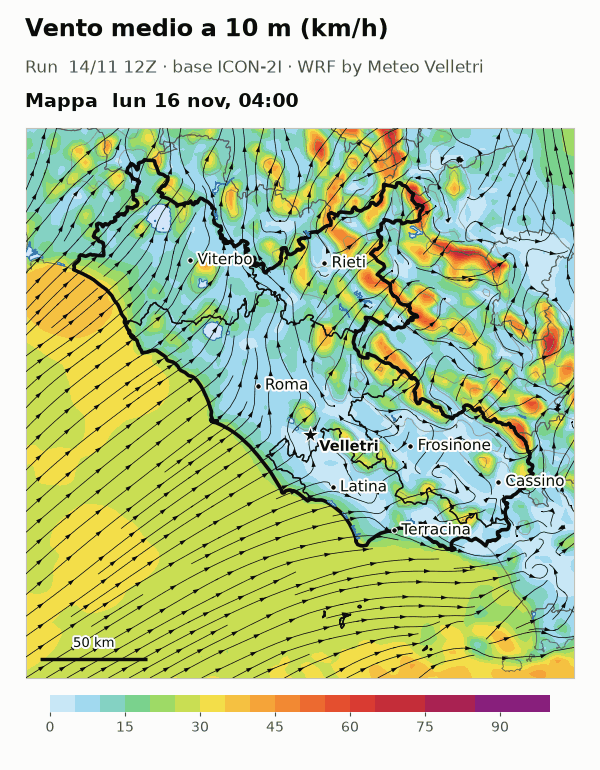 Vento medio a 10 m (km/h)
Run  14/11 12Z · base ICON-2I · WRF by Meteo Velletri
Mappa  lun 16 nov, 04:00
Viterbo
Rieti
Roma
Velletri
Frosinone
Latina
Cassino
Terracina
50 km
0 15 30 45 60 75 90